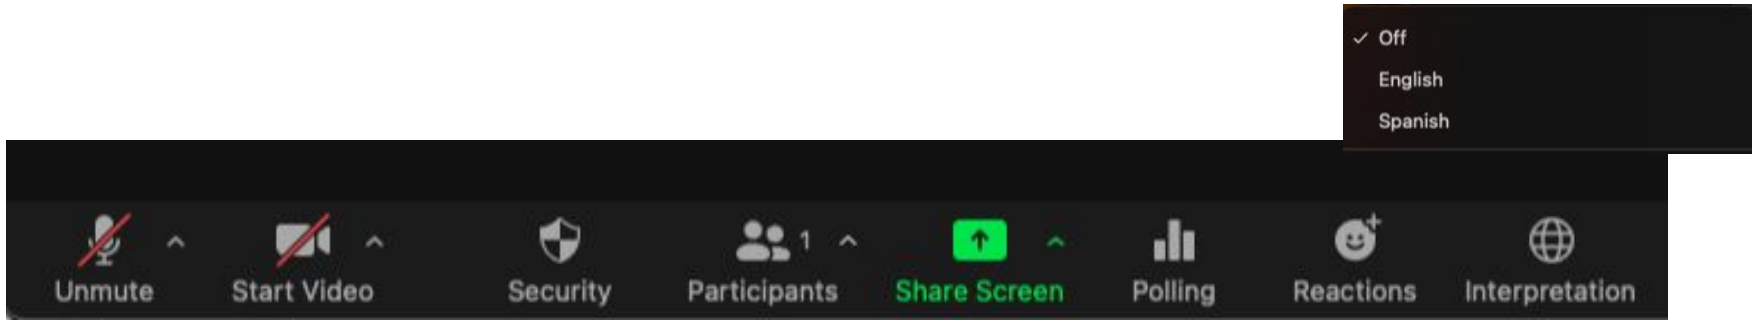 ✓ Off
English
Spanish
1
Unmute
Start Video
Security
Participants
Share Screen
Polling
Reactions
Interpretation